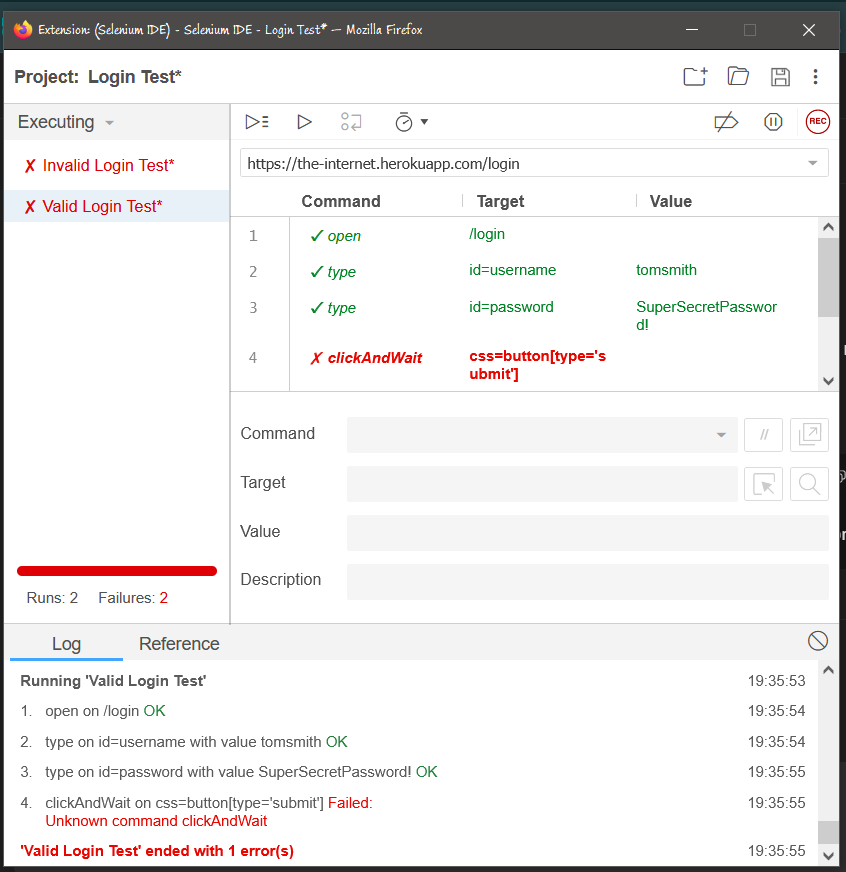 Extension: (Selenium IDE) - Selenium IDE - Login Test* — Mozilla Firefox
Project: Login Test*
Executing
✗ Invalid Login Test*
✗ Valid Login Test*
Runs: 2 Failures: 2
REC
https://the-internet.herokuapp.com/login
Command Target Value
1 ✓ open /login
2 ✓ type id=username tomsmith
3 ✓ type id=password SuperSecretPasswor
d!
4 ✗ clickAndWait css=button[type='s
ubmit']
Command //
Target
Value
Description
Log Reference
Running 'Valid Login Test' 19:35:53
1. open on /login OK 19:35:54
2. type on id=username with value tomsmith OK 19:35:54
3. type on id=password with value SuperSecretPassword! OK 19:35:55
4. clickAndWait on css=button[type='submit'] Failed: 19:35:55
Unknown command clickAndWait
'Valid Login Test' ended with 1 error(s) 19:35:55